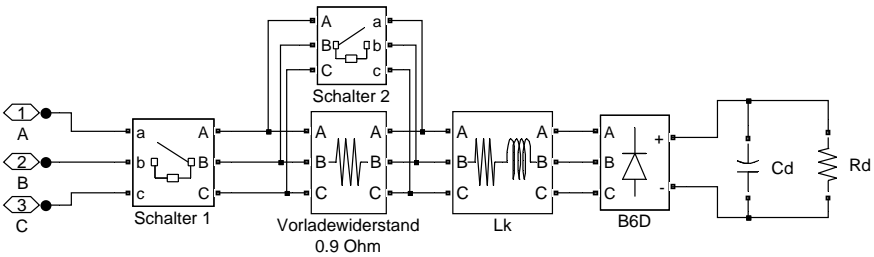 A a
B b
C c
Schalter 2
1
A
2
B
3
C
a A
b B
c C
Schalter 1
A A
B B
C C
Vorladewiderstand
0.9 Ohm
A A
B B
C C
Lk
A +
B
C -
B6D
Cd
Rd